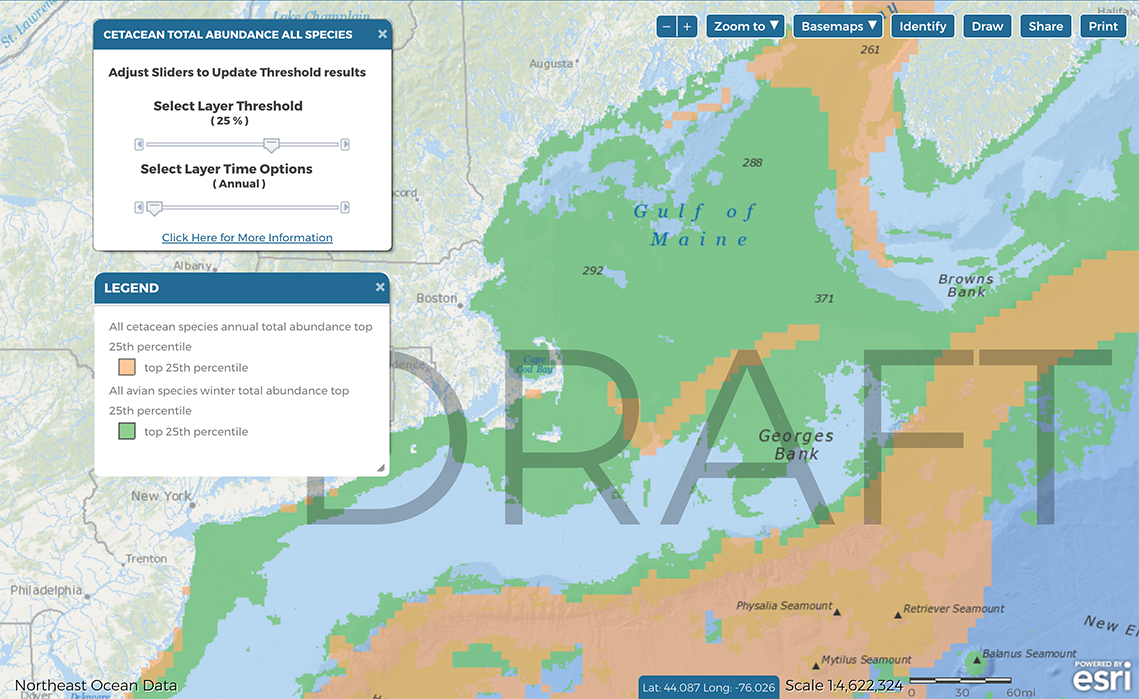 St. Lawrence
Lake Champlain
Halifax
CETACEAN TOTAL ABUNDANCE ALL SPECIES ×
− + Zoom to ▼ Basemaps ▼ Identify Draw Share Print
261
Augusta
Adjust Sliders to Update Threshold results
Select Layer Threshold
( 25 % )
288
Select Layer Time Options
( Annual )
cord
Gulf of
Maine
Click Here for More Information
Albany
292
Browns
Bank
LEGEND ×
Boston
371
All cetacean species annual total abundance top
25th percentile
top 25th percentile
All avian species winter total abundance top
25th percentile
top 25th percentile
Cape
Cod Bay
dence
DRAFT
Georges
Bank
New York
Trenton
Philadelphia
Physalia Seamount
Retriever Seamount
New E
Mytilus Seamount
Balanus Seamount
Northeast Ocean Data
Dover
Delaware
Lat: 44.087 Long: -76.026
Scale 1:4,622,324
0 30 60mi
POWERED BY
esri